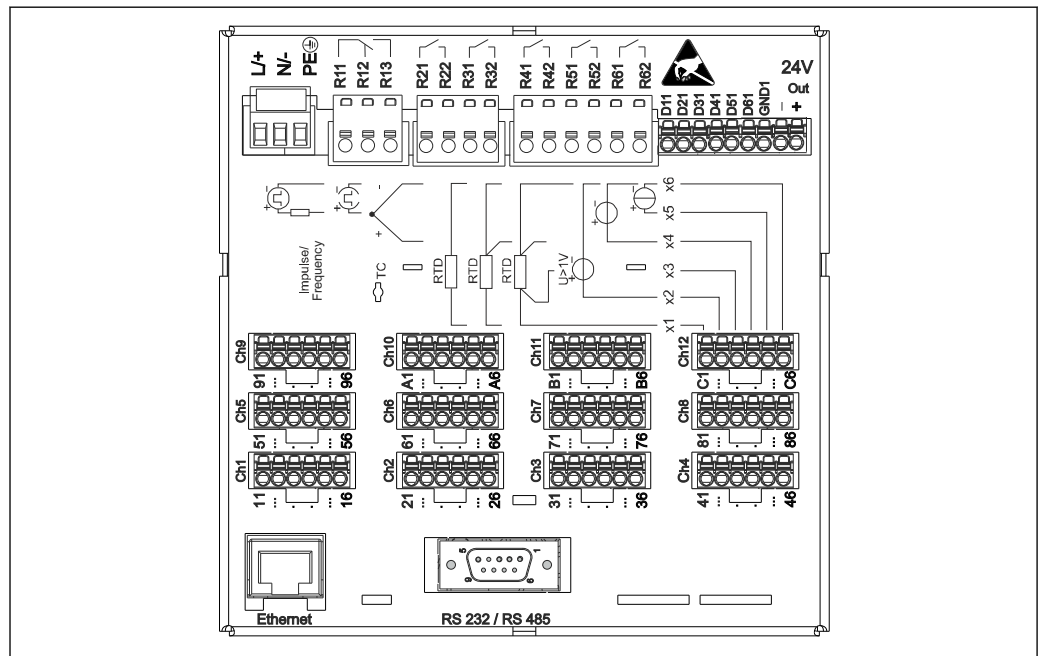 L/+ N/- PE
R11 R12 R13
R21 R22 R31 R32
R41 R42 R51 R52 R61 R62
D11 D21 D31 D41 D51 D61 GND1 - +
24V
Out
- + - + - +
Impulse/
Frequency
TC
RTD
RTD
RTD
U>1V
- + - + - +
x6
x5
x4
x3
x2
x1
Ch9 91 ... . . ... 96
Ch10 A1 ... . . ... A6
Ch11 B1 ... . . ... B6
Ch12 C1 ... . . ... C6
Ch5 51 ... . . ... 56
Ch6 61 ... . . ... 66
Ch7 71 ... . . ... 76
Ch8 81 ... . . ... 86
Ch1 11 ... . . ... 16
Ch2 21 ... . . ... 26
Ch3 31 ... . . ... 36
Ch4 41 ... . . ... 46
5 1
9 6
Ethernet
RS 232 / RS 485